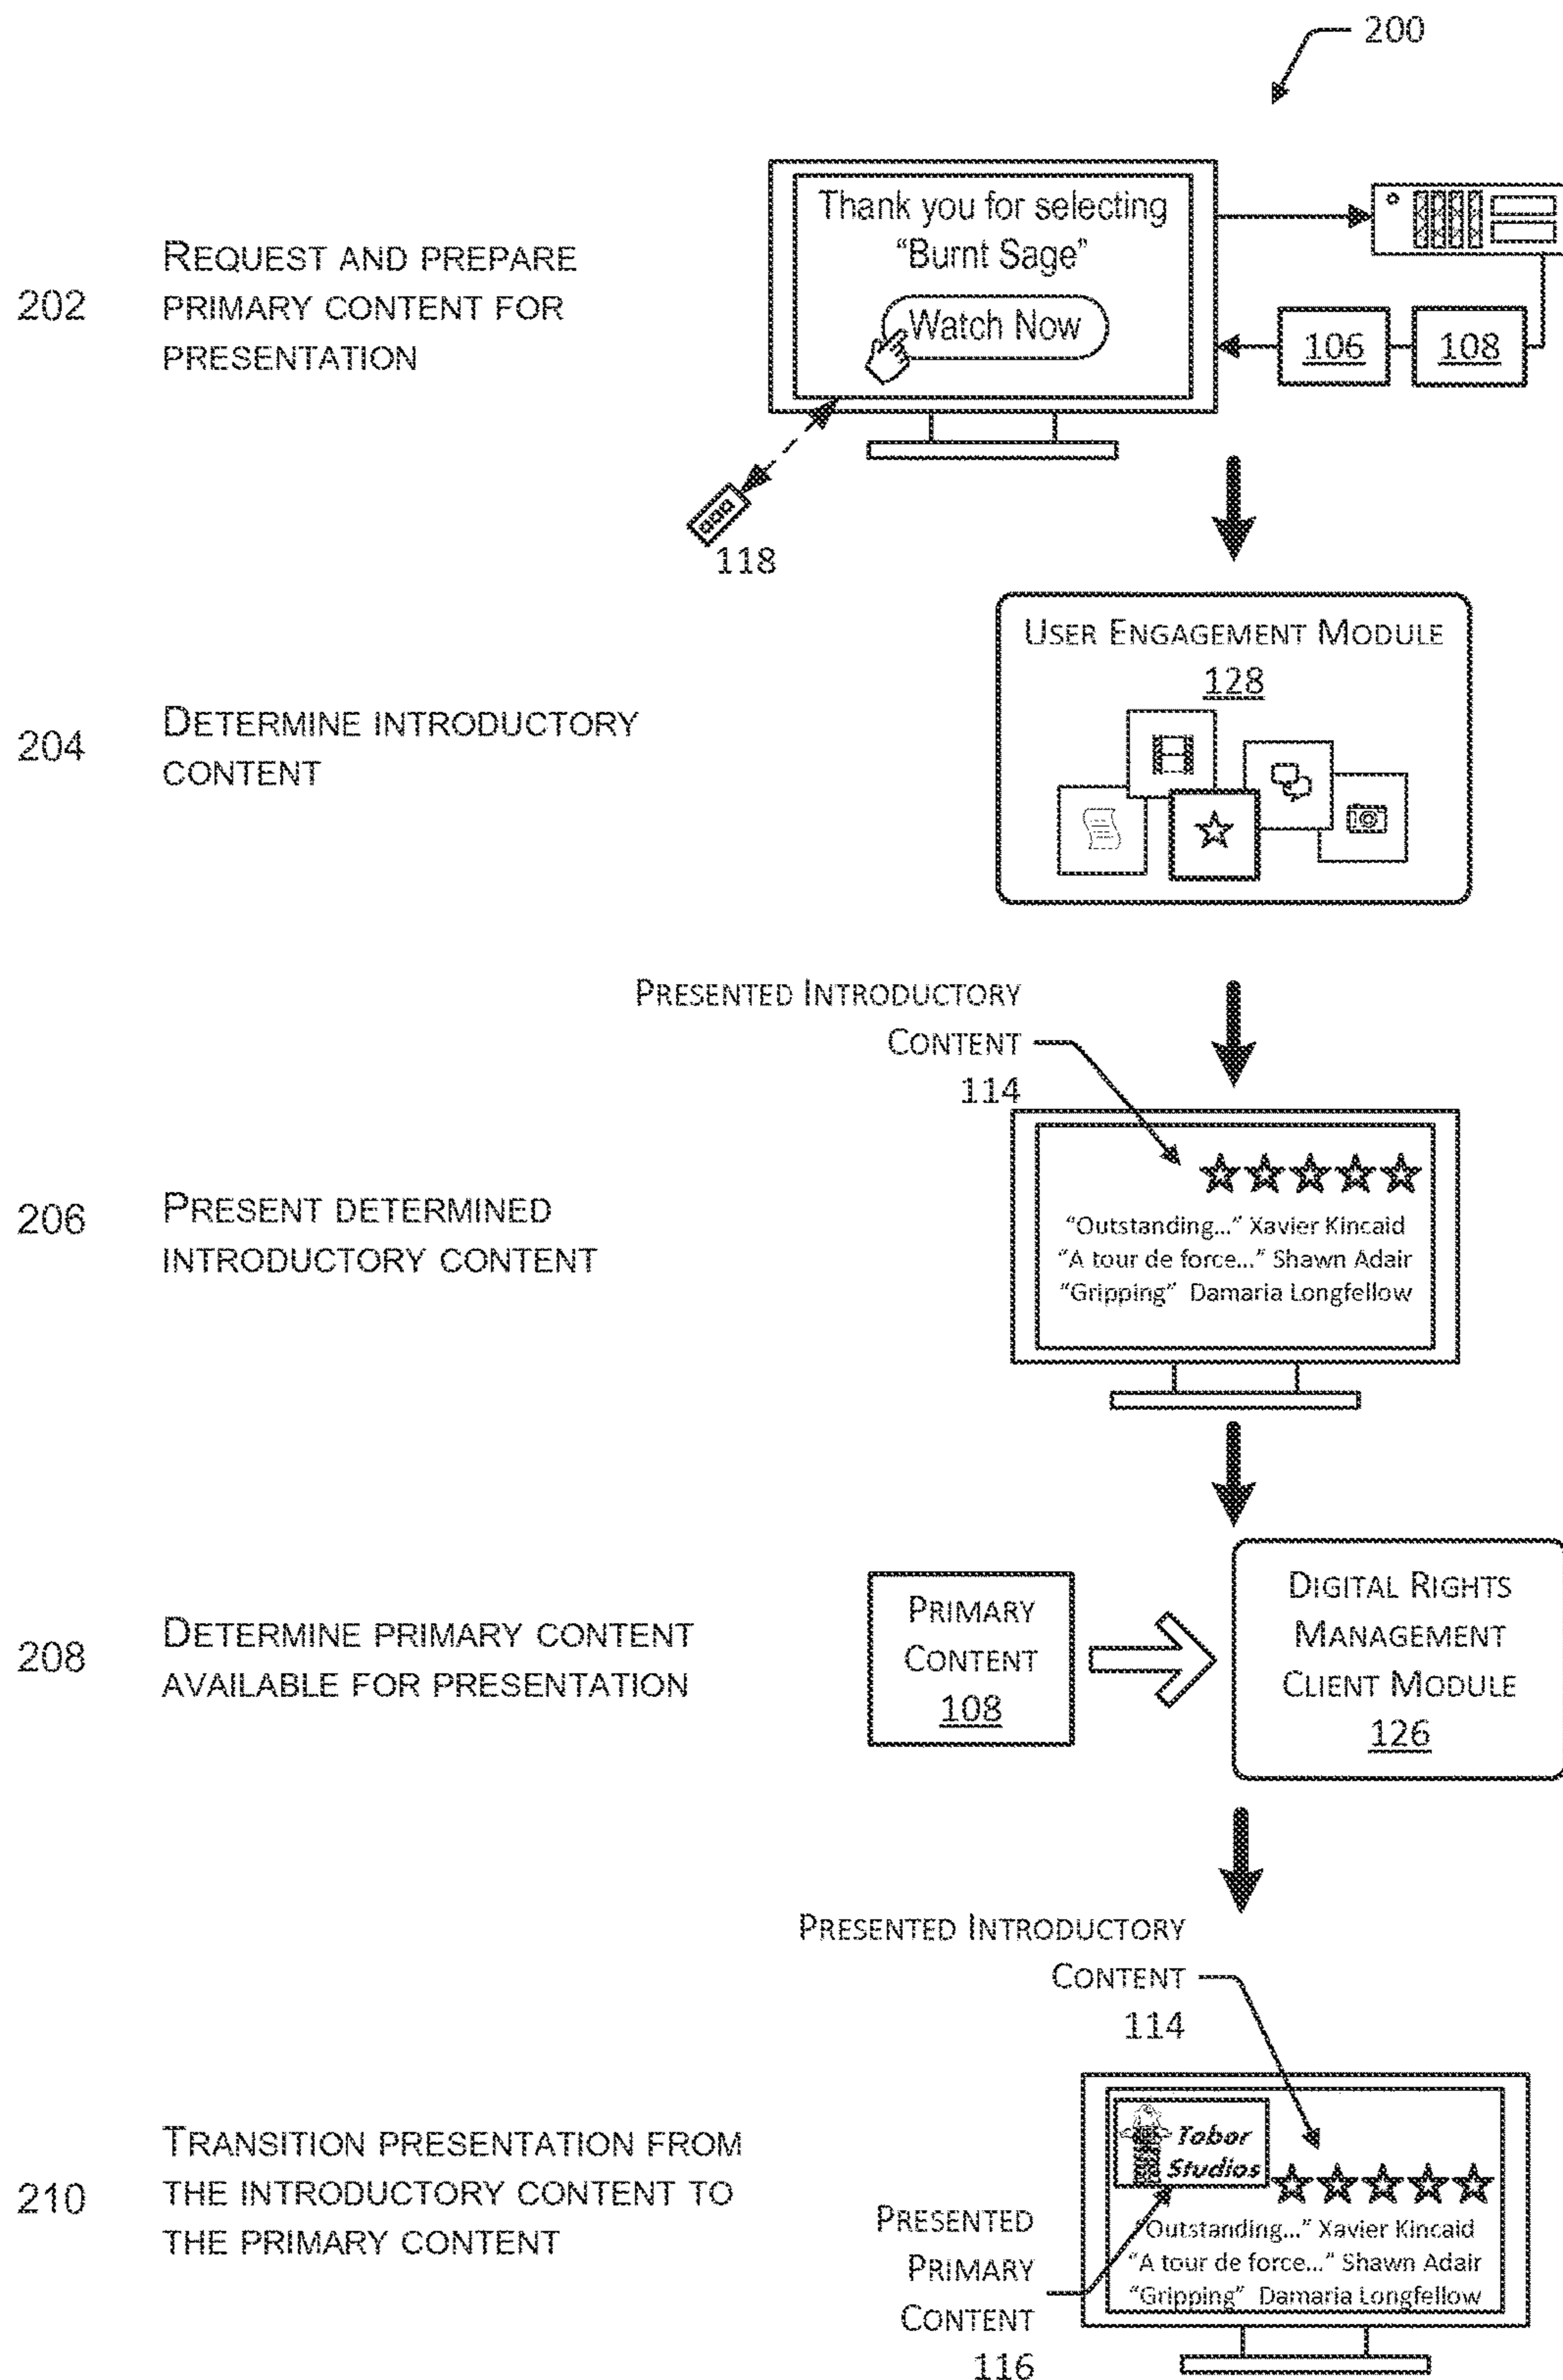 200
202
REQUEST AND PREPARE
PRIMARY CONTENT FOR
PRESENTATION
Thank you for selecting
“Burnt Sage”
Watch Now
106
108
118
204
DETERMINE INTRODUCTORY
CONTENT
USER ENGAGEMENT MODULE
128
PRESENTED INTRODUCTORY
CONTENT
114
206
PRESENT DETERMINED
INTRODUCTORY CONTENT
“Outstanding...” Xavier Kincaid
“A tour de force...” Shawn Adair
“Gripping” Damaria Longfellow
208
DETERMINE PRIMARY CONTENT
AVAILABLE FOR PRESENTATION
PRIMARY
CONTENT
108
DIGITAL RIGHTS
MANAGEMENT
CLIENT MODULE
126
PRESENTED INTRODUCTORY
CONTENT
114
210
TRANSITION PRESENTATION FROM
THE INTRODUCTORY CONTENT TO
THE PRIMARY CONTENT
Tabor
Studios
“Outstanding...” Xavier Kincaid
“A tour de force...” Shawn Adair
“Gripping” Damaria Longfellow
PRESENTED
PRIMARY
CONTENT
116